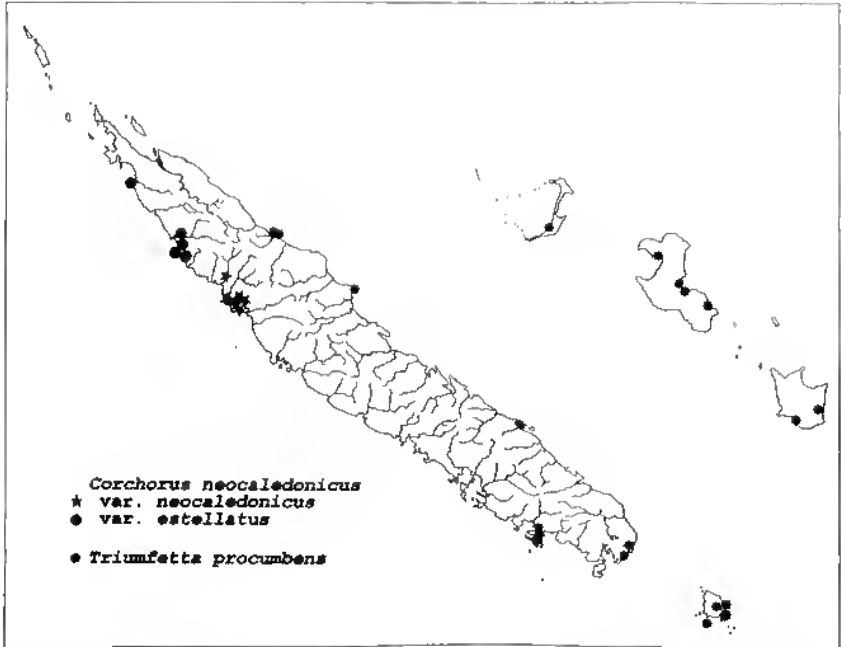 Corchorus neocaledonicus
★ var. neocaledonicus
● var. estellatus
● Triumfetta procumbens